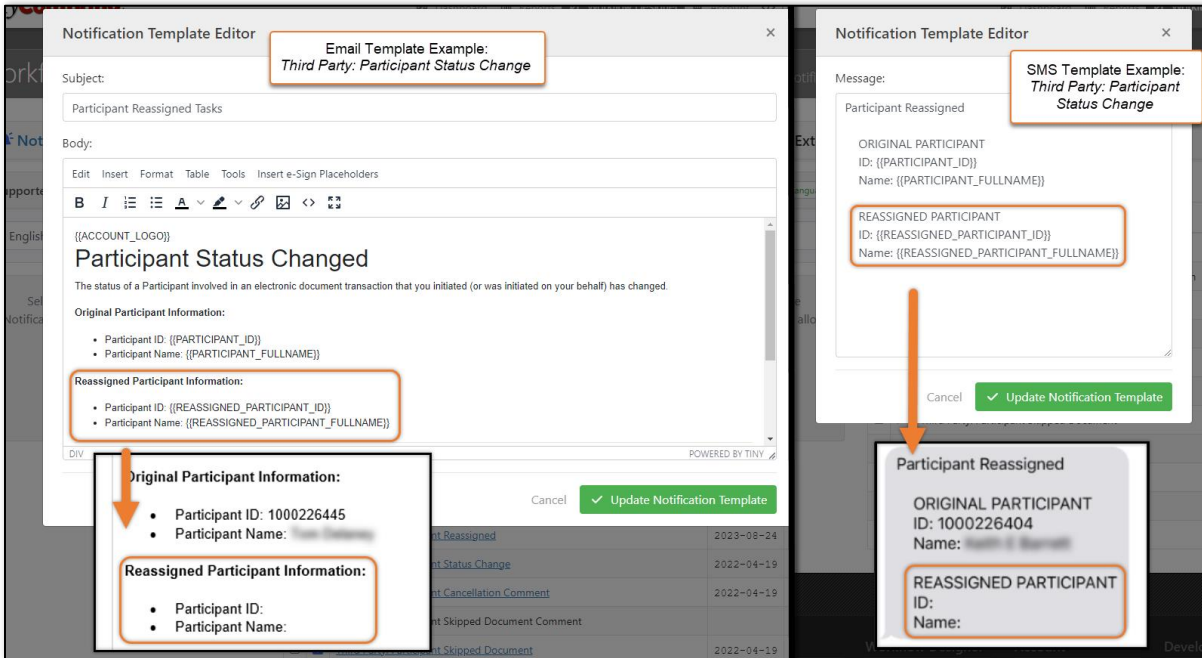 Notification Template Editor
×
Email Template Example:
Third Party: Participant Status Change
Subject:
Participant Reassigned Tasks
Body:
Edit Insert Format Table Tools Insert e-Sign Placeholders
B I A
{{ACCOUNT_LOGO}}
Participant Status Changed
The status of a Participant involved in an electronic document transaction that you initiated (or was initiated on your behalf) has changed.
Original Participant Information:
• Participant ID: {{PARTICIPANT_ID}}
• Participant Name: {{PARTICIPANT_FULLNAME}}
Reassigned Participant Information:
• Participant ID: {{REASSIGNED_PARTICIPANT_ID}}
• Participant Name: {{REASSIGNED_PARTICIPANT_FULLNAME}}
DIV
POWERED BY TINY
Cancel
✓ Update Notification Template
Original Participant Information:
• Participant ID: 1000226445
• Participant Name:
Reassigned Participant Information:
• Participant ID:
• Participant Name:
nt Reassigned 2023-08-24
nt Status Change 2022-04-19
nt Cancellation Comment 2022-04-19
nt Skipped Document Comment
Third Party: Participant Skipped Document 2022-04-19
Notification Template Editor
×
SMS Template Example:
Third Party: Participant
Status Change
Message:
Participant Reassigned
ORIGINAL PARTICIPANT
ID: {{PARTICIPANT_ID}}
Name: {{PARTICIPANT_FULLNAME}}
REASSIGNED PARTICIPANT
ID: {{REASSIGNED_PARTICIPANT_ID}}
Name: {{REASSIGNED_PARTICIPANT_FULLNAME}}
Cancel
✓ Update Notification Template
Participant Reassigned
ORIGINAL PARTICIPANT
ID: 1000226404
Name:
REASSIGNED PARTICIPANT
ID:
Name: